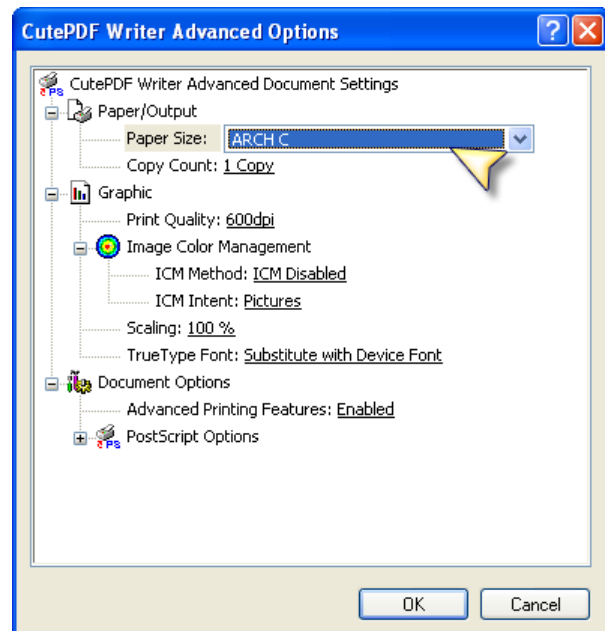 CutePDF Writer Advanced Options
CutePDF Writer Advanced Document Settings
Paper/Output
Paper Size: ARCH C
Copy Count: 1 Copy
Graphic
Print Quality: 600dpi
Image Color Management
ICM Method: ICM Disabled
ICM Intent: Pictures
Scaling: 100 %
TrueType Font: Substitute with Device Font
Document Options
Advanced Printing Features: Enabled
PostScript Options
OK Cancel